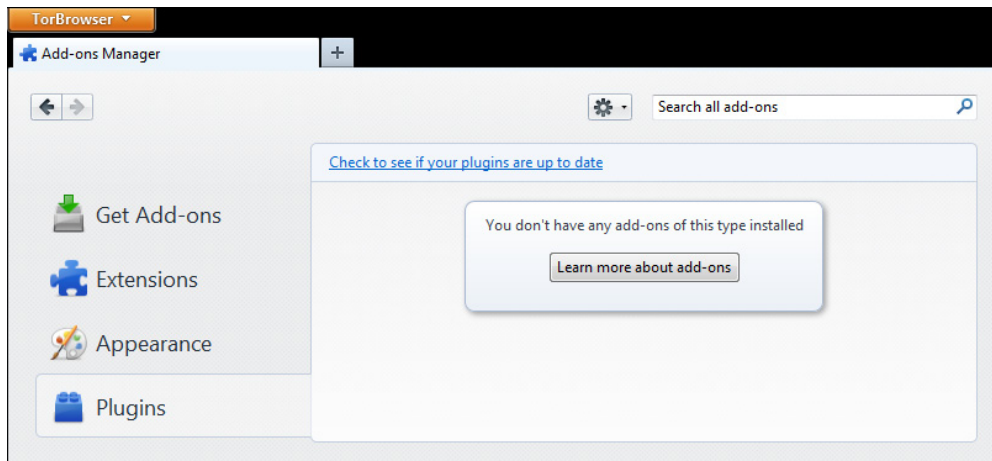 TorBrowser
Add-ons Manager
Search all add-ons
Check to see if your plugins are up to date
Get Add-ons
You don't have any add-ons of this type installed
Learn more about add-ons
Extensions
Appearance
Plugins